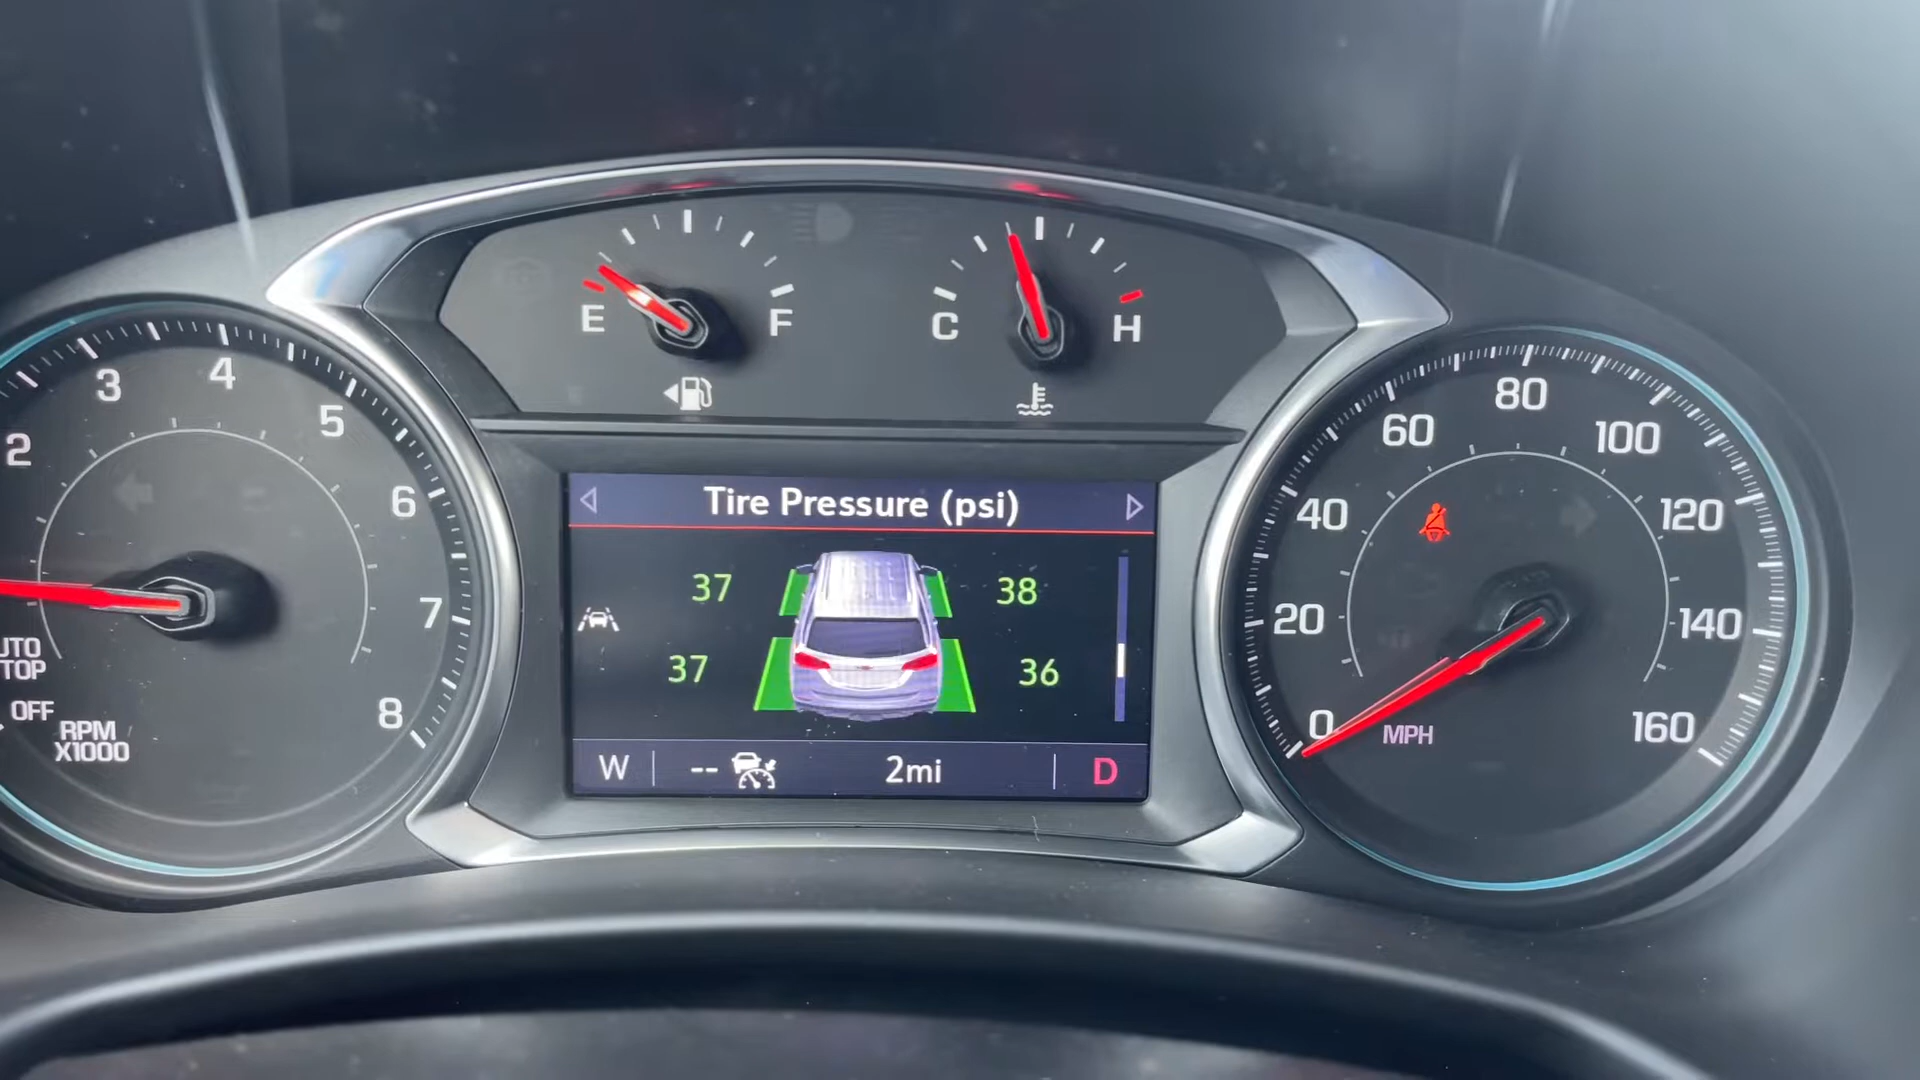 E F
C H
2 3 4 5 6 7 8
UTO
TOP
OFF
RPM
X1000
Tire Pressure (psi)
37 38
37 36
W -- 2mi D
0 20 40 60 80 100 120 140 160
MPH